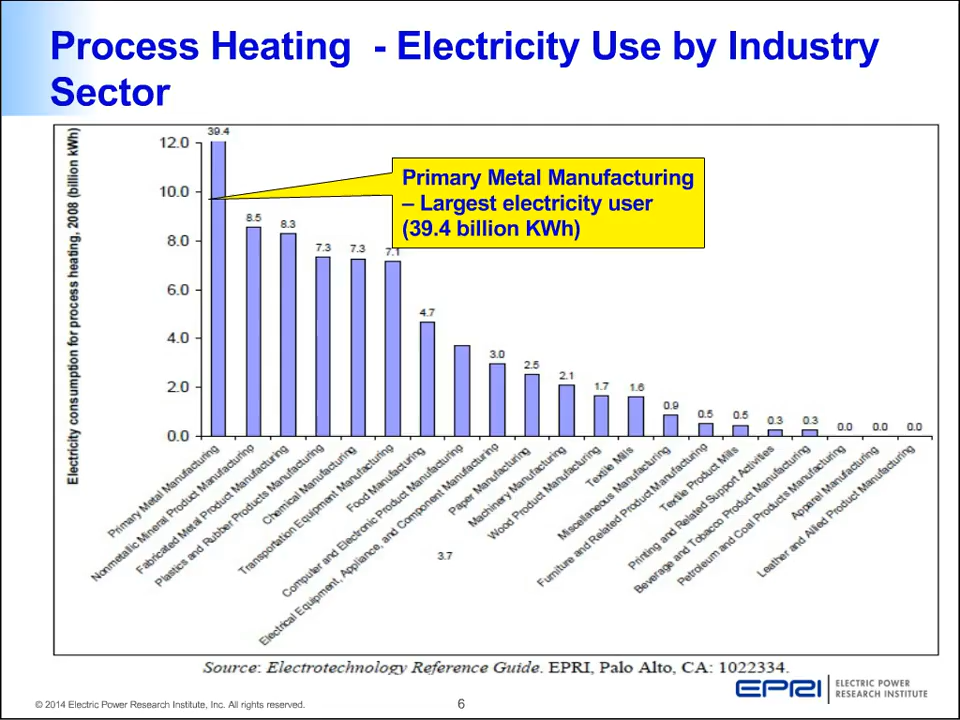 Process Heating - Electricity Use by Industry
Sector
Electricity consumption for process heating, 2008 (billion kWh)
12.0
10.0
8.0
6.0
4.0
2.0
0.0
39.4
8.5
8.3
7.3
7.3
7.1
4.7
3.0
2.5
2.1
1.7
1.6
0.9
0.5
0.5
0.3
0.3
0.0
0.0
0.0
Primary Metal Manufacturing
– Largest electricity user
(39.4 billion KWh)
Primary Metal Manufacturing
Nonmetallic Mineral Product Manufacturing
Fabricated Metal Product Manufacturing
Plastics and Rubber Products Manufacturing
Chemical Manufacturing
Transportation Equipment Manufacturing
Food Manufacturing
Computer and Electronic Product Manufacturing
Electrical Equipment, Appliance, and Component Manufacturing
Paper Manufacturing
Machinery Manufacturing
Wood Product Manufacturing
Textile Mills
Miscellaneous Manufacturing
Furniture and Related Product Manufacturing
Textile Product Mills
Printing and Related Support Activities
Beverage and Tobacco Product Manufacturing
Petroleum and Coal Products Manufacturing
Apparel Manufacturing
Leather and Allied Product Manufacturing
3.7
Source: Electrotechnology Reference Guide. EPRI, Palo Alto, CA: 1022334.
© 2014 Electric Power Research Institute, Inc. All rights reserved.
6
EPRI
ELECTRIC POWER
RESEARCH INSTITUTE